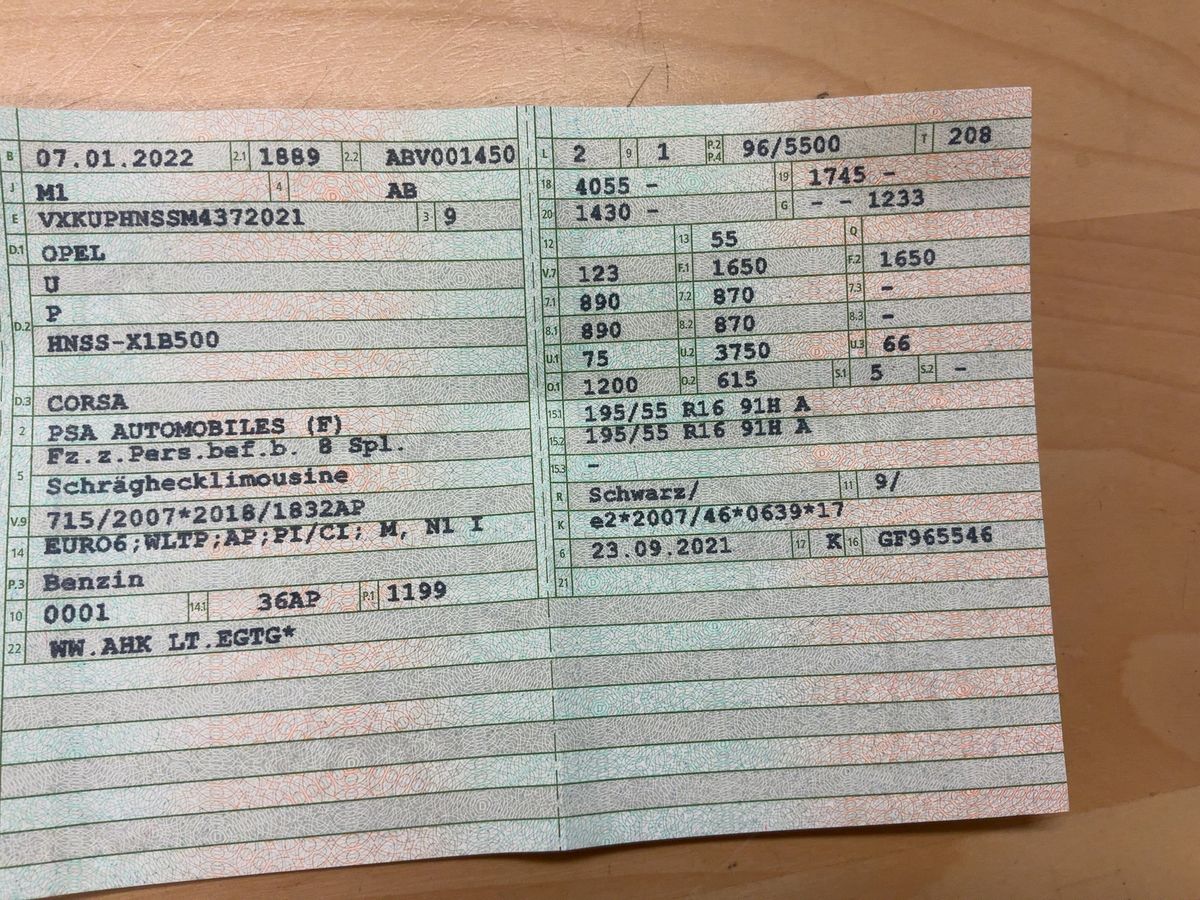 B 07.01.2022 2.1 1889 2.2 ABV001450
J M1 4 AB
E VXKUPHNSSM4372021 3 9
D.1 OPEL
U
P
D.2 HNSS-X1B500
D.3 CORSA
2 PSA AUTOMOBILES (F)
Fz.z.Pers.bef.b. 8 Spl.
5 Schräghecklimousine
V.9 715/2007*2018/1832AP
14 EURO6;WLTP;AP;PI/CI; M, N1 I
P.3 Benzin
10 0001 14.1 36AP P.1 1199
22 WW.AHK LT.EGTG*
L 2 9 1 P.2 P.4 96/5500 T 208
18 4055 - 19 1745 -
20 1430 - G - - 1233
12 13 55 Q
V.7 123 F.1 1650 F.2 1650
7.1 890 7.2 870 7.3 -
8.1 890 8.2 870 8.3 -
U.1 75 U.2 3750 U.3 66
O.1 1200 O.2 615 S.1 5 S.2 -
15.1 195/55 R16 91H A
15.2 195/55 R16 91H A
15.3 -
R Schwarz/ 11 9/
K e2*2007/46*0639*17
6 23.09.2021 17 K 16 GF965546
21